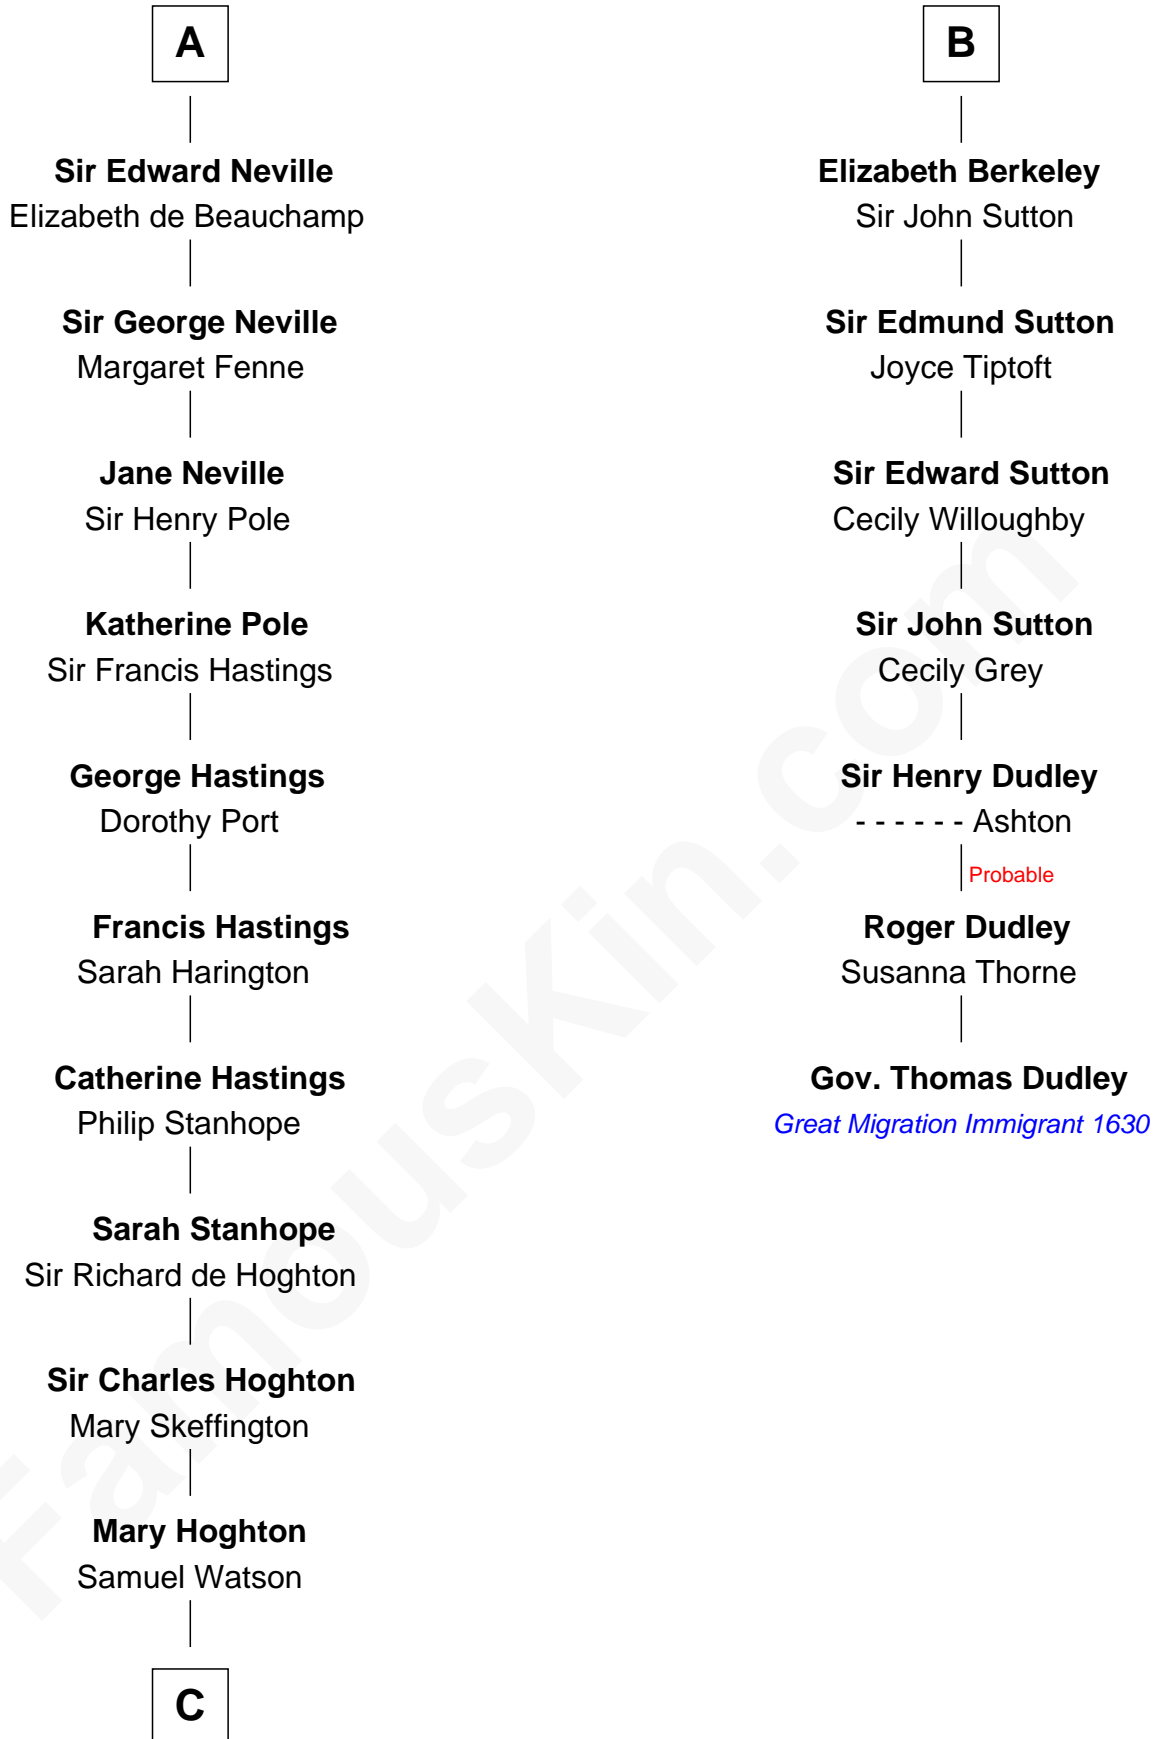 A
Sir Edward Neville
Elizabeth de Beauchamp
Sir George Neville
Margaret Fenne
Jane Neville
Sir Henry Pole
Katherine Pole
Sir Francis Hastings
George Hastings
Dorothy Port
Francis Hastings
Sarah Harington
Catherine Hastings
Philip Stanhope
Sarah Stanhope
Sir Richard de Hoghton
Sir Charles Hoghton
Mary Skeffington
Mary Hoghton
Samuel Watson
C
B
Elizabeth Berkeley
Sir John Sutton
Sir Edmund Sutton
Joyce Tiptoft
Sir Edward Sutton
Cecily Willoughby
Sir John Sutton
Cecily Grey
Sir Henry Dudley
- - - - - - Ashton
Probable
Roger Dudley
Susanna Thorne
Gov. Thomas Dudley
Great Migration Immigrant 1630
FamousKin.com